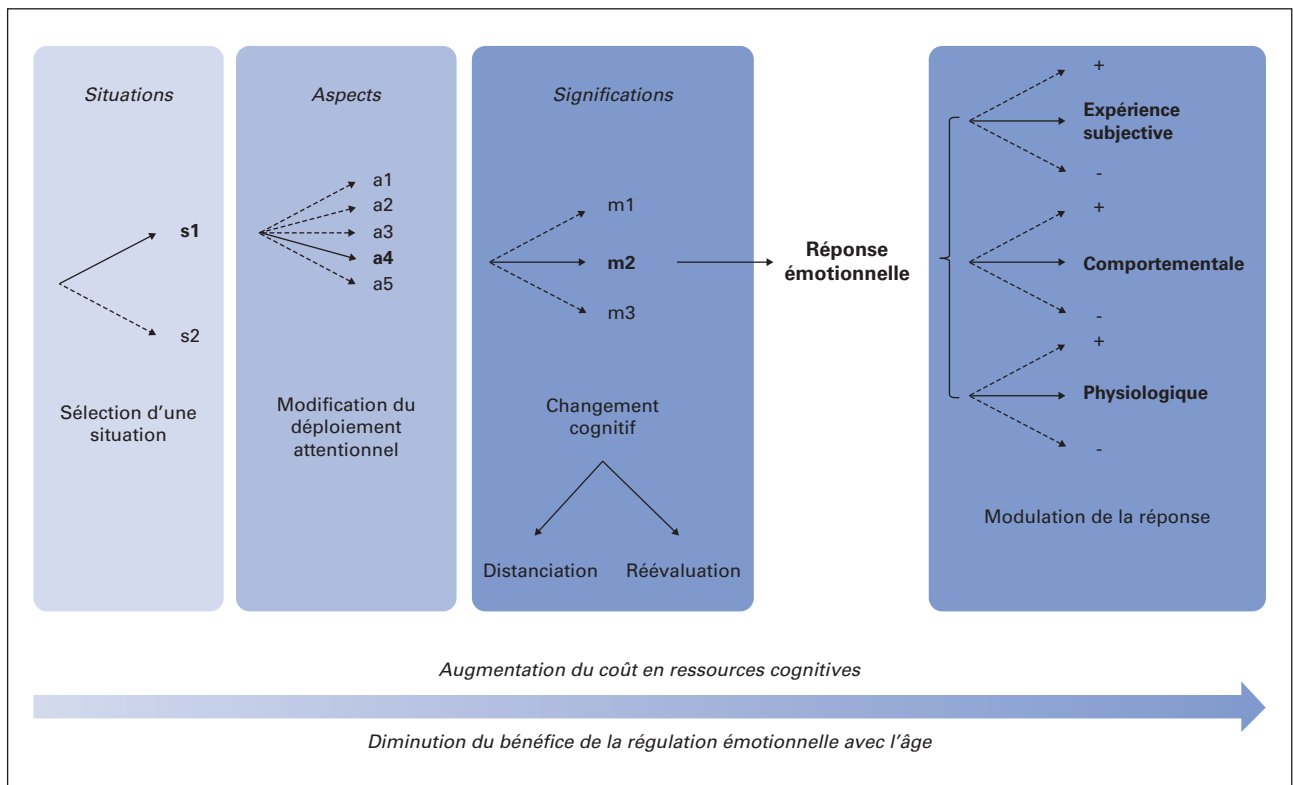 Situations
s1
s2
Sélection d'une
situation
Aspects
a1
a2
a3
a4
a5
Modification du
déploiement
attentionnel
Significations
m1
m2
m3
Changement
cognitif
Distanciation
Réévaluation
Réponse
émotionnelle
+
Expérience
subjective
-
+
Comportementale
-
+
Physiologique
-
Modulation de la réponse
Augmentation du coût en ressources cognitives
Diminution du bénéfice de la régulation émotionnelle avec l'âge